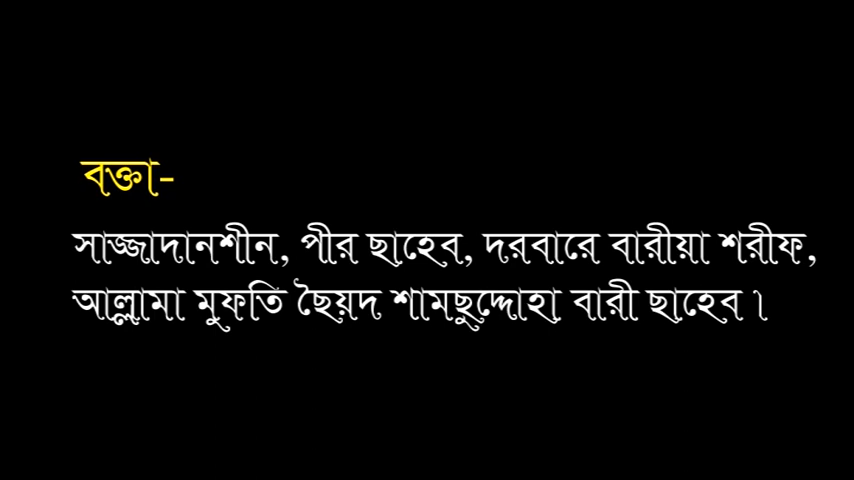 বক্তা-
সাজ্জাদানশীন, পীর ছাহেব, দরবারে বারীয়া শরীফ,
আল্লামা মুফতি ছৈয়দ শামছুদ্দোহা বারী ছাহেব।